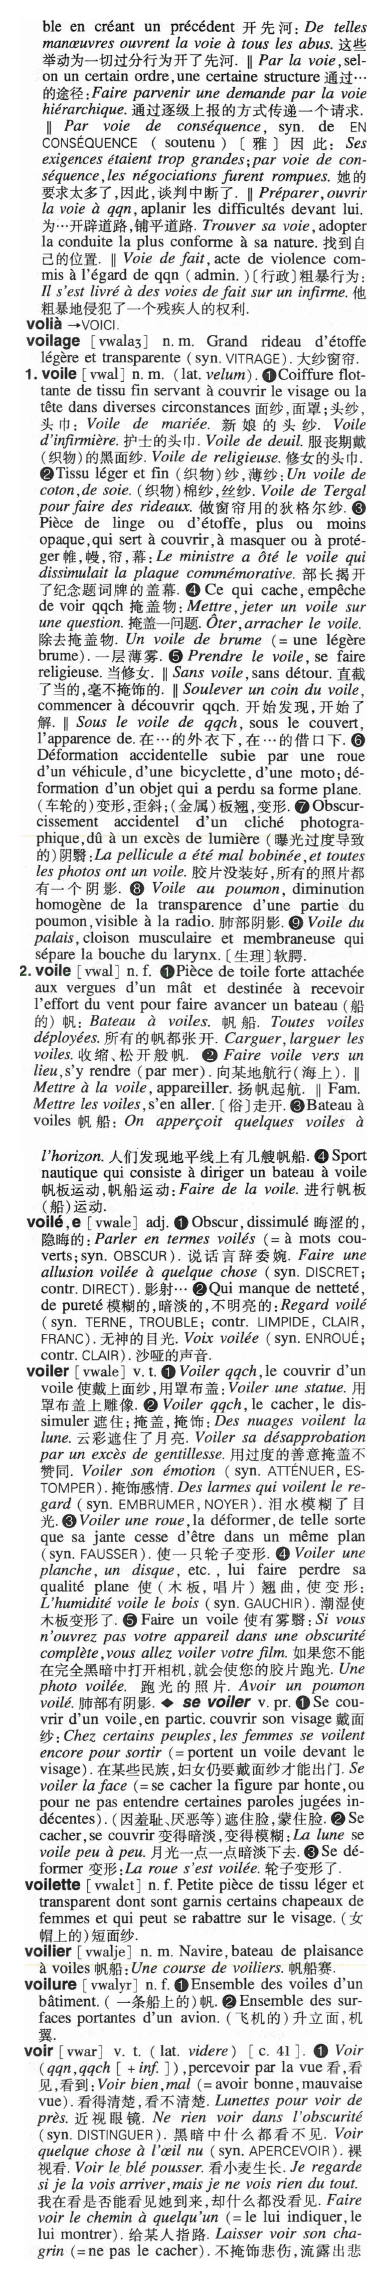 ble en créant un précédent 开先河: De telles
manœuvres ouvrent la voie à tous les abus. 这些
举动为一切过分行为开了先河. ‖ Par la voie, sel-
on un certain ordre, une certaine structure 通过…
的途径: Faire parvenir une demande par la voie
hiérarchique. 通过逐级上报的方式传递一个请求.
‖ Par voie de conséquence, syn. de EN
CONSÉQUENCE ( soutenu ) 〔雅〕因此: Ses
exigences étaient trop grandes; par voie de con-
séquence, les négociations furent rompues. 她的
要求太多了,因此,谈判中断了. ‖ Préparer, ouvrir
la voie à qqn, aplanir les difficultés devant lui.
为…开辟道路,铺平道路. Trouver sa voie, adopter
la conduite la plus conforme à sa nature. 找到自
己的位置. ‖ Voie de fait, acte de violence com-
mis à l'égard de qqn (admin.)〔行政〕粗暴行为:
Il s'est livré à des voies de fait sur un infirme. 他
粗暴地侵犯了一个残疾人的权利.
voilà →VOICI.
voilage [vwalaʒ] n. m. Grand rideau d'étoffe
légère et transparente (syn. VITRAGE). 大纱窗帘.
1. voile [vwal] n. m. (lat. velum). ❶Coiffure flot-
tante de tissu fin servant à couvrir le visage ou la
tête dans diverses circonstances 面纱,面罩;头纱,
头巾: Voile de mariée. 新娘的头纱. Voile
d'infirmière. 护士的头巾. Voile de deuil. 服丧期戴
(织物)的黑面纱. Voile de religieuse. 修女的头巾.
❷Tissu léger et fin (织物)纱,薄纱: Un voile de
coton, de soie. (织物)棉纱,丝纱. Voile de Tergal
pour faire des rideaux. 做窗帘用的狄格尔纱. ❸
Pièce de linge ou d'étoffe, plus ou moins
opaque, qui sert à couvrir, à masquer ou à proté-
ger 帷,幔,帘,幕: Le ministre a ôté le voile qui
dissimulait la plaque commémorative. 部长揭开
了纪念题词牌的盖幕. ❹ Ce qui cache, empêche
de voir qqch 掩盖物: Mettre, jeter un voile sur
une question. 掩盖一问题. Ôter, arracher le voile.
除去掩盖物. Un voile de brume (= une légère
brume). 一层薄雾. ❺ Prendre le voile, se faire
religieuse. 当修女. ‖ Sans voile, sans détour. 直截
了当的,毫不掩饰的. ‖ Soulever un coin du voile,
commencer à découvrir qqch. 开始发现,开始了
解. ‖ Sous le voile de qqch, sous le couvert,
l'apparence de. 在…的外衣下,在…的借口下. ❻
Déformation accidentelle subie par une roue
d'un véhicule, d'une bicyclette, d'une moto; dé-
formation d'un objet qui a perdu sa forme plane.
(车轮的)变形,歪斜;(金属)板翘,变形. ❼Obscur-
cissement accidentel d'un cliché photogra-
phique, dû à un excès de lumière (曝光过度导致
的)阴翳: La pellicule a été mal bobinée, et toutes
les photos ont un voile. 胶片没装好,所有的照片都
有一个阴影. ❽ Voile au poumon, diminution
homogène de la transparence d'une partie du
poumon, visible à la radio. 肺部阴影. ❾ Voile du
palais, cloison musculaire et membraneuse qui
sépare la bouche du larynx. 〔生理〕软腭.
2. voile [vwal] n. f. ❶Pièce de toile forte attachée
aux vergues d'un mât et destinée à recevoir
l'effort du vent pour faire avancer un bateau (船
的)帆: Bateau à voiles. 帆船. Toutes voiles
déployées. 所有的帆都张开. Carguer, larguer les
voiles. 收缩、松开船帆. ❷ Faire voile vers un
lieu, s'y rendre (par mer). 向某地航行(海上). ‖
Mettre à la voile, appareiller. 扬帆起航. ‖ Fam.
Mettre les voiles, s'en aller. 〔俗〕走开. ❸Bateau à
voiles 帆船: On apperçoit quelques voiles à
l'horizon. 人们发现地平线上有几艘帆船. ❹ Sport
nautique qui consiste à diriger un bateau à voile
帆板运动,帆船运动: Faire de la voile. 进行帆板
(船)运动.
voilé, e [vwale] adj. ❶ Obscur, dissimulé 晦涩的,
隐晦的: Parler en termes voilés (= à mots cou-
verts; syn. OBSCUR). 说话言辞委婉. Faire une
allusion voilée à quelque chose (syn. DISCRET;
contr. DIRECT). 影射… ❷Qui manque de netteté,
de pureté 模糊的,暗淡的,不明亮的: Regard voilé
(syn. TERNE, TROUBLE; contr. LIMPIDE, CLAIR,
FRANC). 无神的目光. Voix voilée (syn. ENROUÉ;
contr. CLAIR). 沙哑的声音.
voiler [vwale] v. t. ❶ Voiler qqch, le couvrir d'un
voile 使戴上面纱,用罩布盖: Voiler une statue. 用
罩布盖上雕像. ❷ Voiler qqch, le cacher, le dis-
simuler 遮住;掩盖,掩饰: Des nuages voilent la
lune. 云彩遮住了月亮. Voiler sa désapprobation
par un excès de gentillesse. 用过度的善意掩盖不
赞同. Voiler son émotion (syn. ATTÉNUER, ES-
TOMPER). 掩饰感情. Des larmes qui voilent le re-
gard (syn. EMBRUMER, NOYER). 泪水模糊了目
光. ❸ Voiler une roue, la déformer, de telle sorte
que sa jante cesse d'être dans un même plan
(syn. FAUSSER). 使一只轮子变形. ❹ Voiler une
planche, un disque, etc., lui faire perdre sa
qualité plane 使(木板,唱片)翘曲,使变形:
L'humidité voile le bois (syn. GAUCHIR). 潮湿使
木板变形了. ❺ Faire un voile 使有雾翳: Si vous
n'ouvrez pas votre appareil dans une obscurité
complète, vous allez voiler votre film. 如果您不能
在完全黑暗中打开相机,就会使您的胶片跑光. Une
photo voilée. 跑光的照片. Avoir un poumon
voilé. 肺部有阴影. ◆ se voiler v. pr. ❶ Se cou-
vrir d'un voile, en partic. couvrir son visage 戴面
纱: Chez certains peuples, les femmes se voilent
encore pour sortir (= portent un voile devant le
visage). 在某些民族,妇女仍要戴面纱才能出门. Se
voiler la face (= se cacher la figure par honte, ou
pour ne pas entendre certaines paroles jugées in-
décentes). (因羞耻、厌恶等)遮住脸,蒙住脸. ❷ Se
cacher, se couvrir 变得暗淡,变得模糊: La lune se
voile peu à peu. 月光一点一点暗淡下去. ❸ Se dé-
former 变形: La roue s'est voilée. 轮子变形了.
voilette [vwalɛt] n. f. Petite pièce de tissu léger et
transparent dont sont garnis certains chapeaux de
femmes et qui peut se rabattre sur le visage. (女
帽上的)短面纱.
voilier [vwalje] n. m. Navire, bateau de plaisance
à voiles 帆船: Une course de voiliers. 帆船赛.
voilure [vwalyr] n. f. ❶ Ensemble des voiles d'un
bâtiment. (一条船上的)帆. ❷ Ensemble des sur-
faces portantes d'un avion. (飞机的)升立面,机
翼.
voir [vwar] v. t. (lat. videre) [c. 41]. ❶ Voir
(qqn, qqch [+ inf.]), percevoir par la vue 看,看
见,看到: Voir bien, mal (= avoir bonne, mauvaise
vue). 看得清楚,看不清楚. Lunettes pour voir de
près. 近视眼镜. Ne rien voir dans l'obscurité
(syn. DISTINGUER). 黑暗中什么都看不见. Voir
quelque chose à l'œil nu (syn. APERCEVOIR). 裸
视看. Voir le blé pousser. 看小麦生长. Je regarde
si je la vois arriver, mais je ne vois rien du tout.
我在看是否能看见她到来,却什么都没看见. Faire
voir le chemin à quelqu'un (= le lui indiquer, le
lui montrer). 给某人指路. Laisser voir son cha-
grin (= ne pas le cacher). 不掩饰悲伤,流露出悲